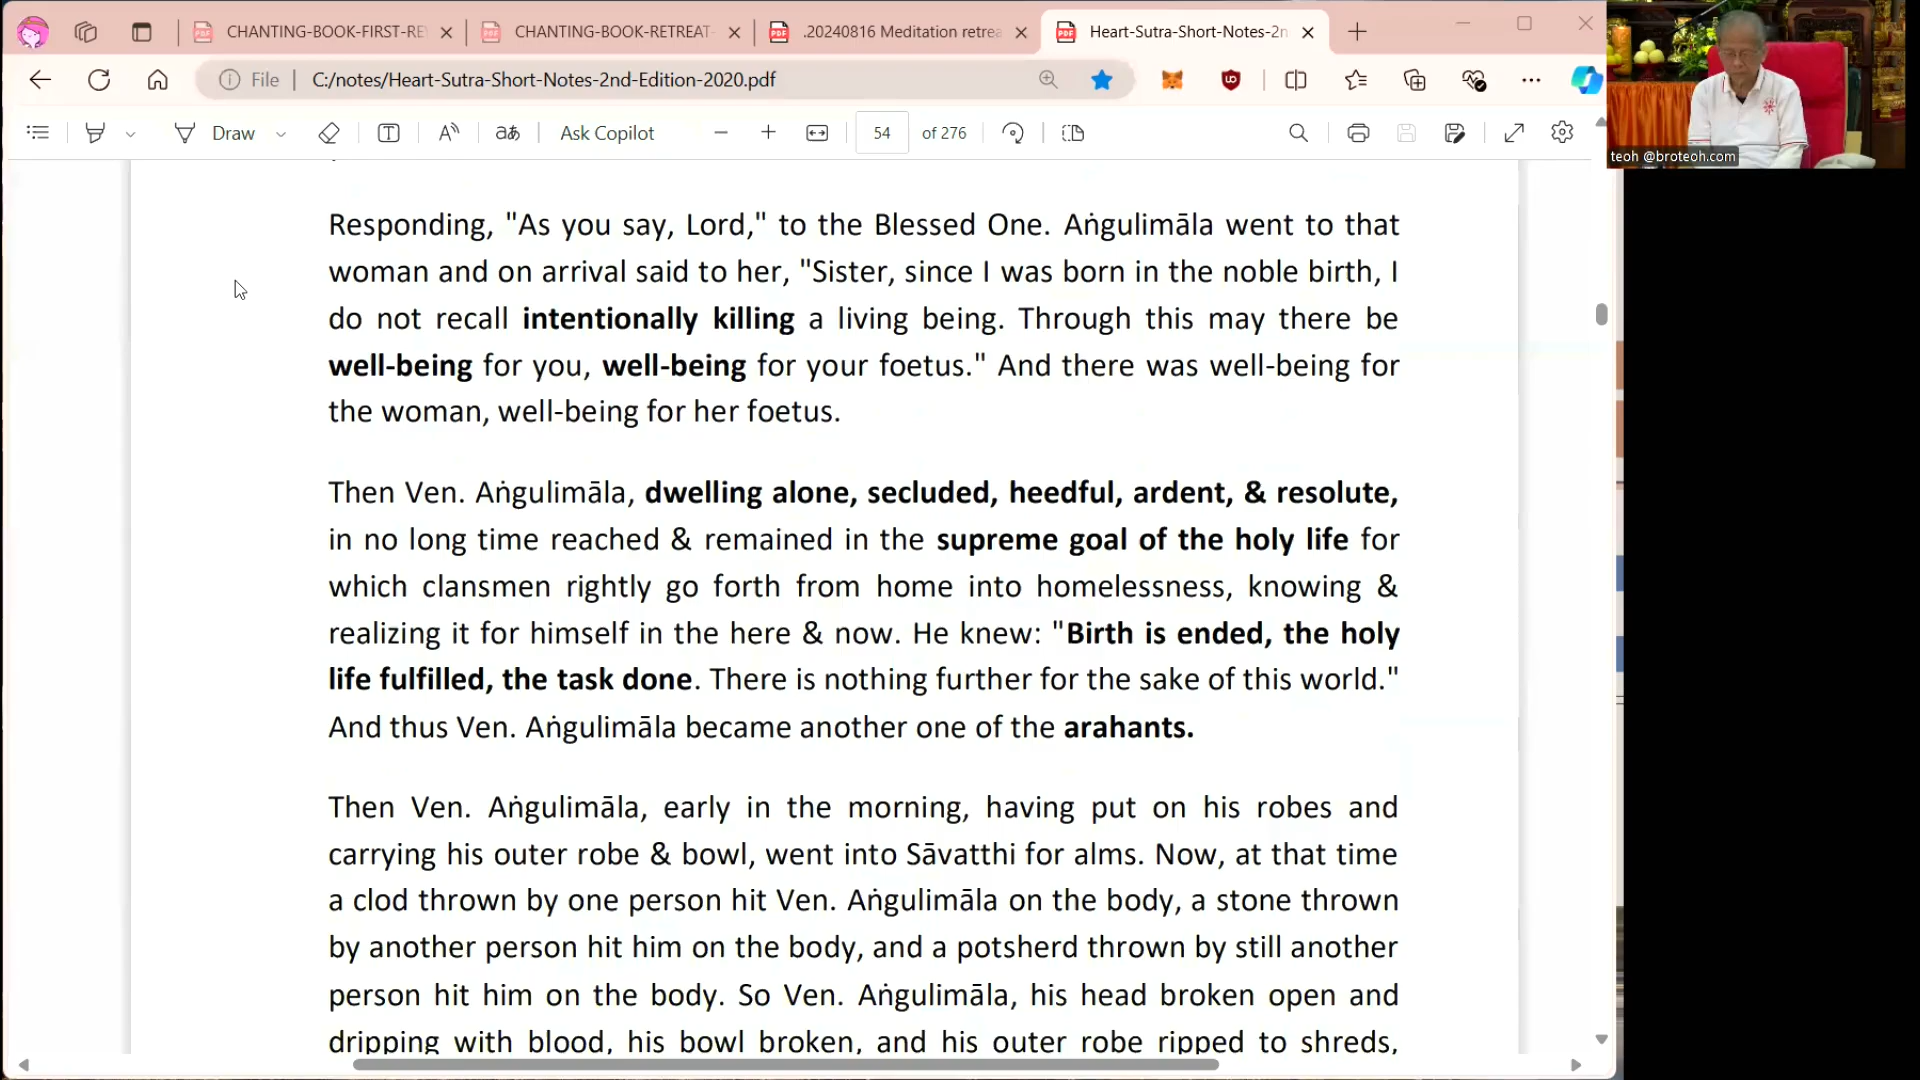 CHANTING-BOOK-FIRST-RE
CHANTING-BOOK-RETREAT-
.20240816 Meditation retrea
Heart-Sutra-Short-Notes-2n
File
C:/notes/Heart-Sutra-Short-Notes-2nd-Edition-2020.pdf
Draw
aあ
Ask Copilot
54
of 276
teoh @broteoh.com
Responding, "As you say, Lord," to the Blessed One. Aṅgulimāla went to that
woman and on arrival said to her, "Sister, since I was born in the noble birth, I
do not recall intentionally killing a living being. Through this may there be
well-being for you, well-being for your foetus." And there was well-being for
the woman, well-being for her foetus.
Then Ven. Aṅgulimāla, dwelling alone, secluded, heedful, ardent, & resolute,
in no long time reached & remained in the supreme goal of the holy life for
which clansmen rightly go forth from home into homelessness, knowing &
realizing it for himself in the here & now. He knew: "Birth is ended, the holy
life fulfilled, the task done. There is nothing further for the sake of this world."
And thus Ven. Aṅgulimāla became another one of the arahants.
Then Ven. Aṅgulimāla, early in the morning, having put on his robes and
carrying his outer robe & bowl, went into Sāvatthi for alms. Now, at that time
a clod thrown by one person hit Ven. Aṅgulimāla on the body, a stone thrown
by another person hit him on the body, and a potsherd thrown by still another
person hit him on the body. So Ven. Aṅgulimāla, his head broken open and
dripping with blood, his bowl broken, and his outer robe ripped to shreds,